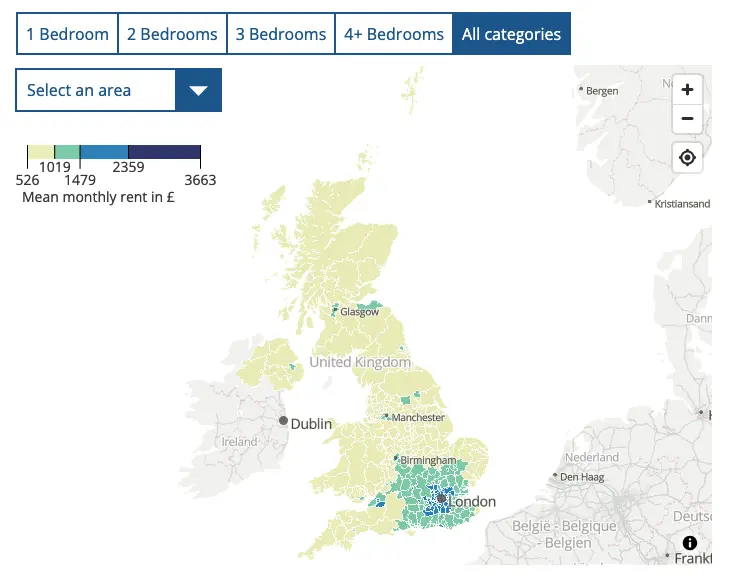 1 Bedroom 2 Bedrooms 3 Bedrooms 4+ Bedrooms All categories
Select an area
1019 2359
526 1479 3663
Mean monthly rent in £
Bergen
Kristiansand
Glasgow
Dann
United Kingdom
Manchester
Dublin
Ireland
Birmingham
Nederland
Den Haag
London
België - Belgique
- Belgien
Deutsc
Frankf